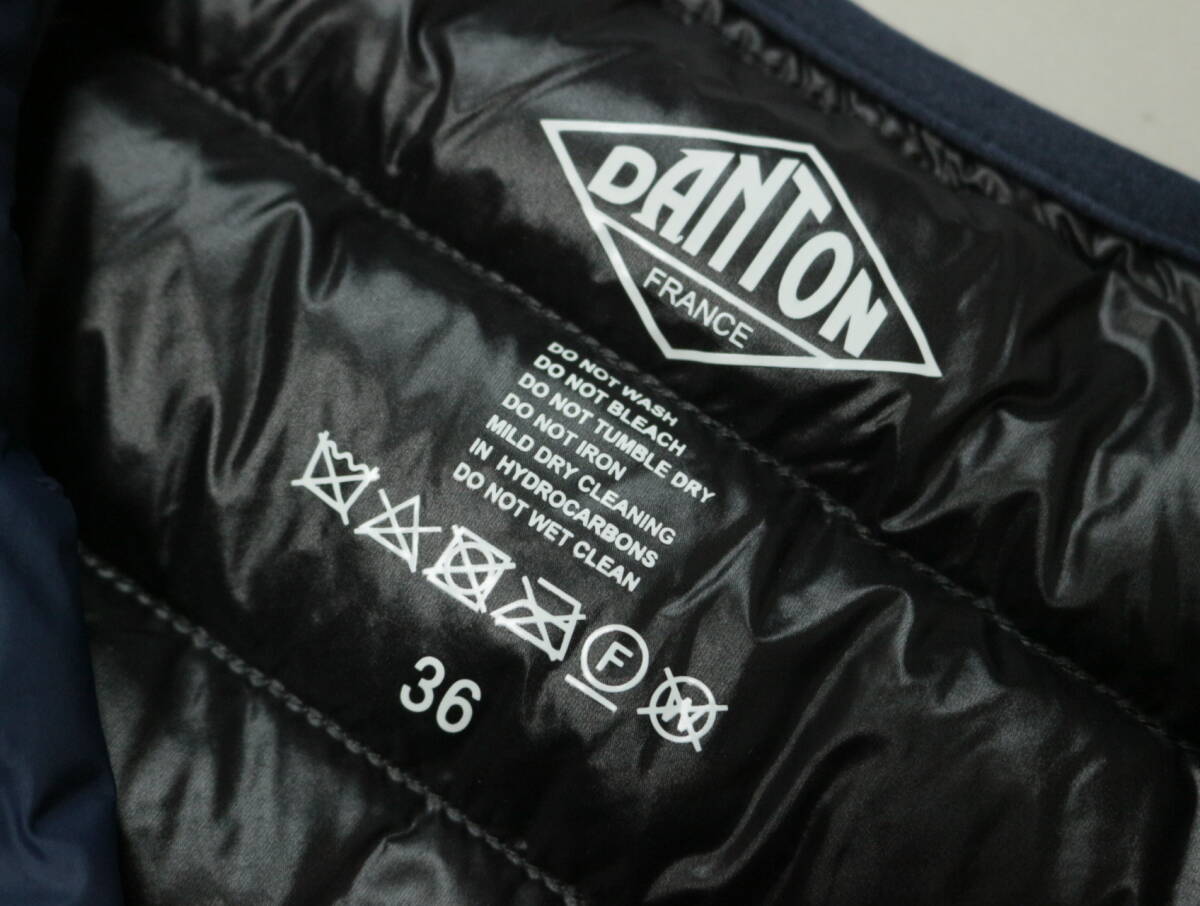 DANTON
FRANCE
DO NOT WASH
DO NOT BLEACH
DO NOT TUMBLE DRY
DO NOT IRON
MILD DRY CLEANING
IN HYDROCARBONS
DO NOT WET CLEAN
F
W
36